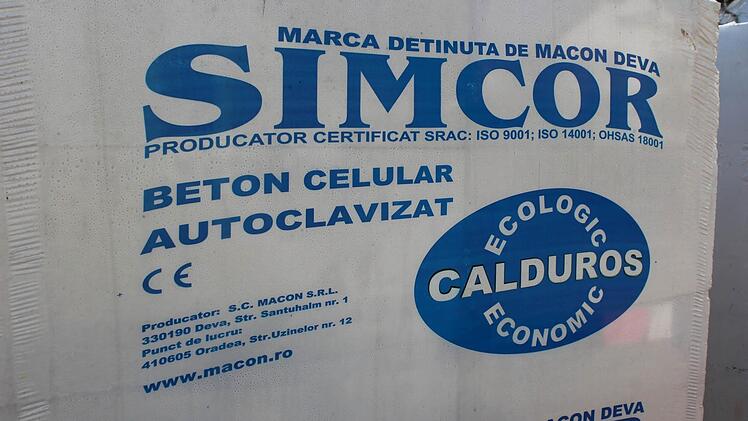 MARCA DETINUTA DE MACON DEVA
SIMCOR
PRODUCATOR CERTIFICAT SRAC: ISO 9001; ISO 14001; OHSAS 18001
BETON CELULAR
AUTOCLAVIZAT
CE
ECOLOGIC
CALDUROS
ECONOMIC
Producator: S.C. MACON S.R.L.
330190 Deva, Str. Santuhalm nr. 1
Punct de lucru:
410605 Oradea, Str.Uzinelor nr. 12
www.macon.ro
MACON DEVA